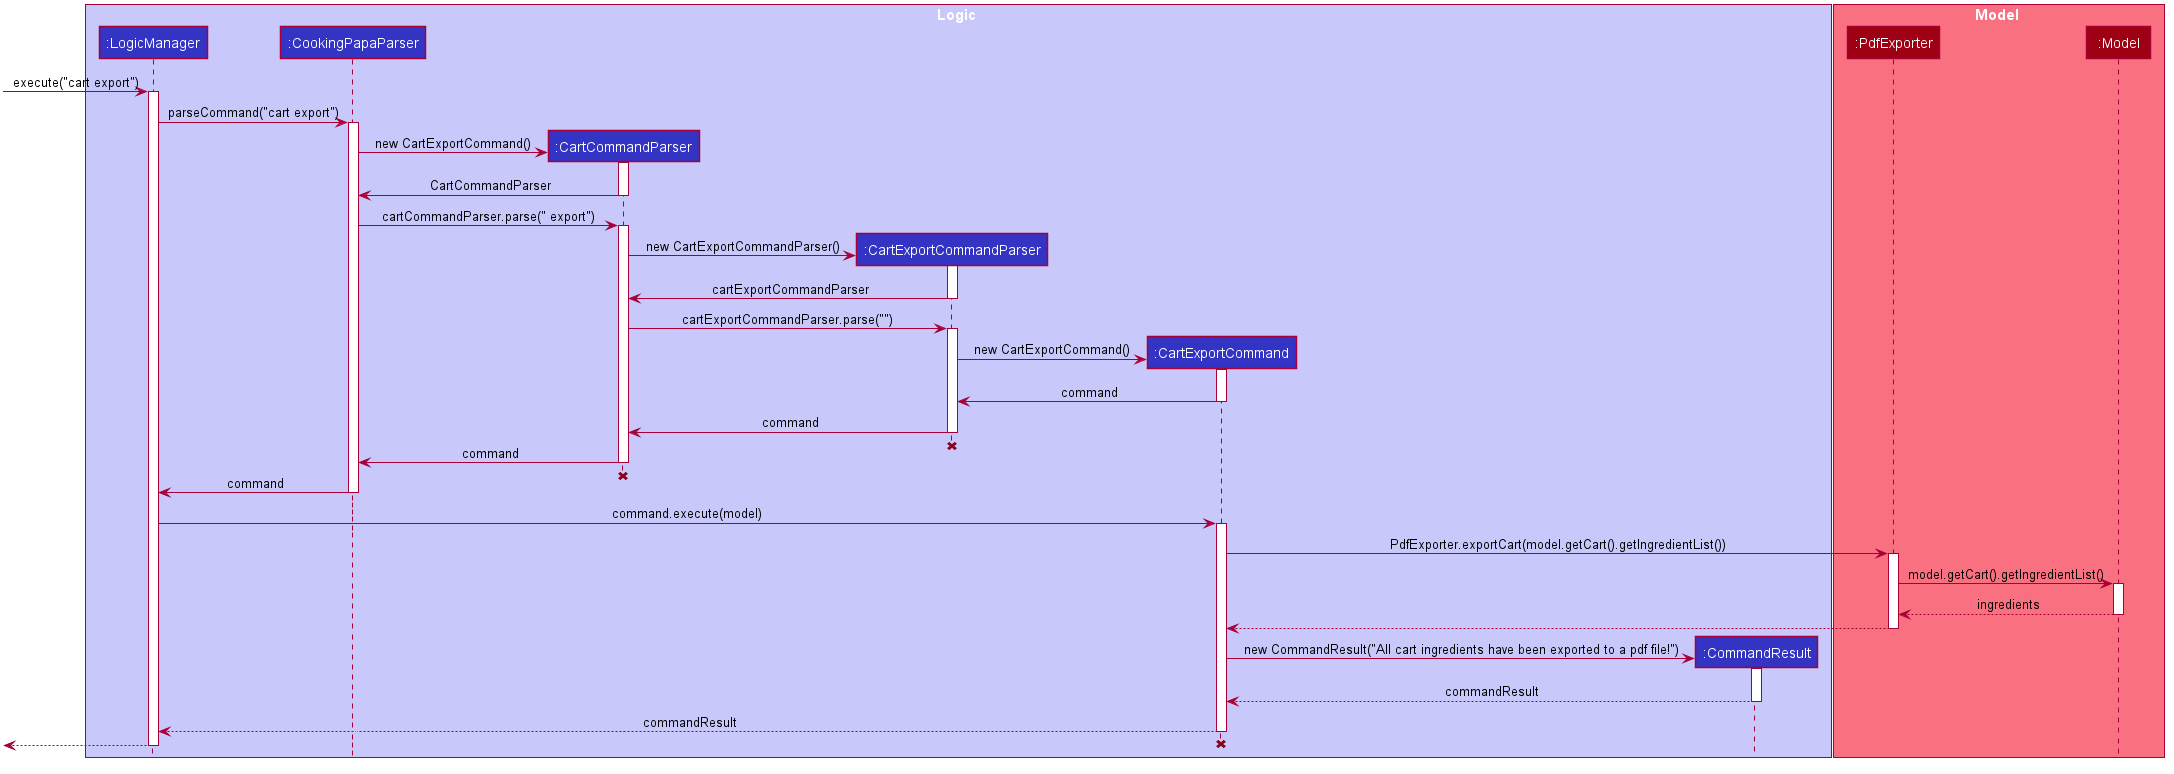 Logic
Model
:LogicManager
:CookingPapaParser
:PdfExporter
:Model
execute("cart export")
parseCommand("cart export")
new CartExportCommand()
:CartCommandParser
CartCommandParser
cartCommandParser.parse(" export")
new CartExportCommandParser()
:CartExportCommandParser
cartExportCommandParser
cartExportCommandParser.parse("")
new CartExportCommand()
:CartExportCommand
command
command
command
command
command.execute(model)
PdfExporter.exportCart(model.getCart().getIngredientList())
model.getCart().getIngredientList()
ingredients
new CommandResult("All cart ingredients have been exported to a pdf file!")
:CommandResult
commandResult
commandResult